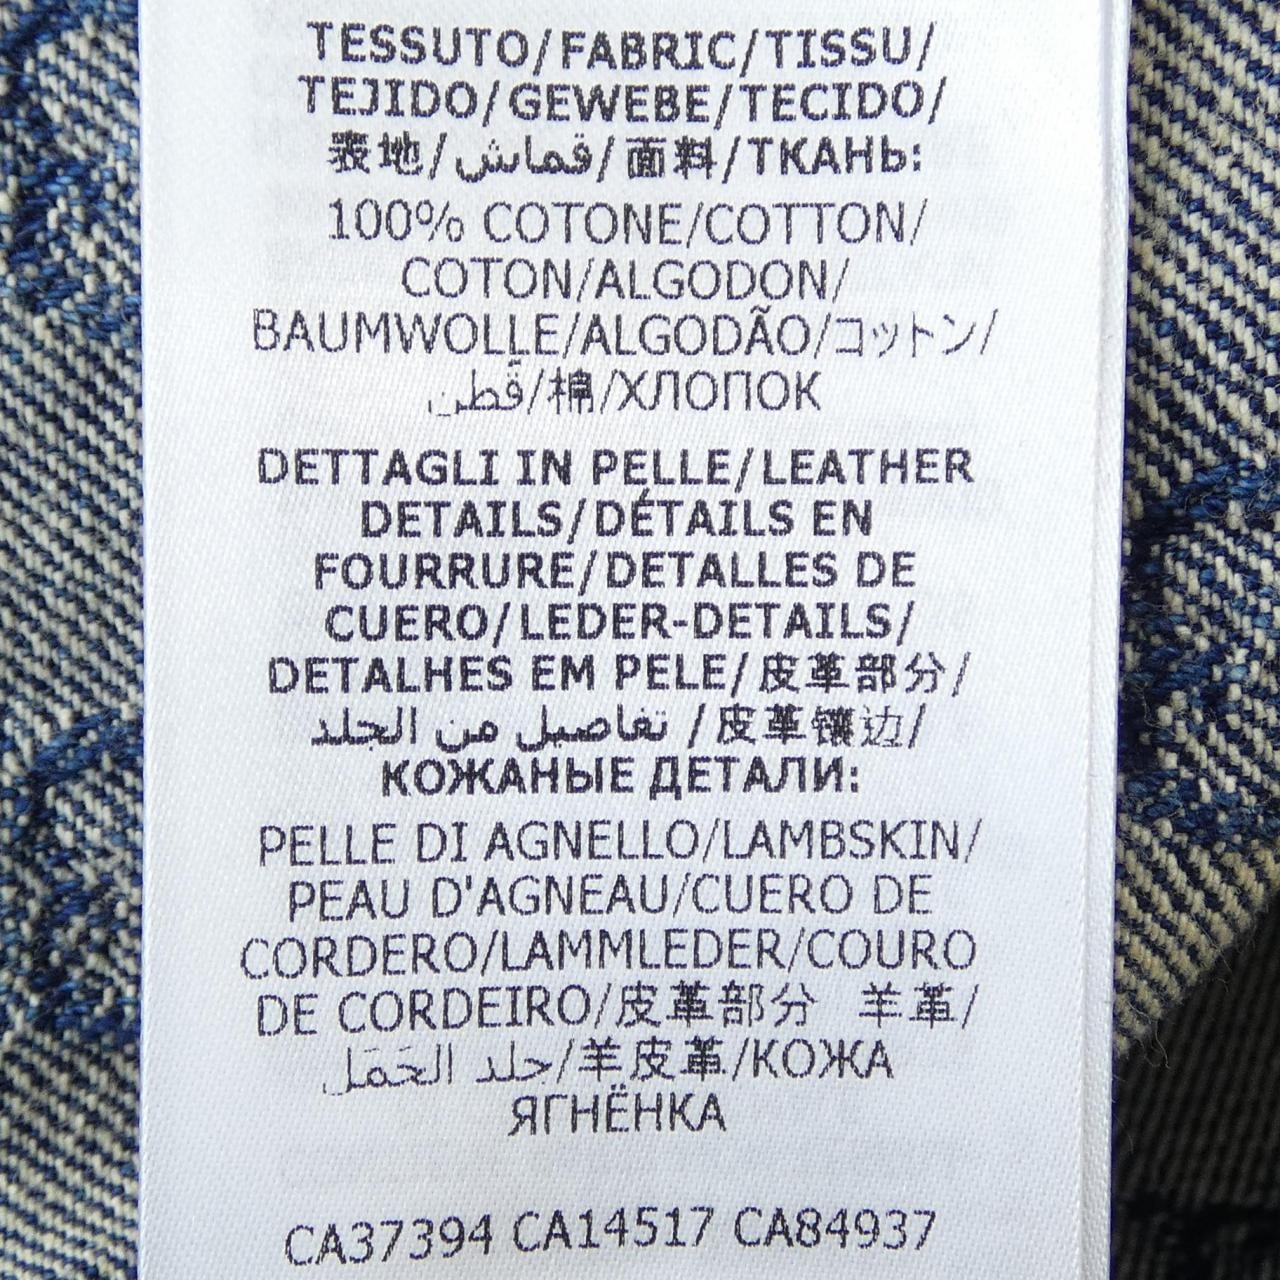 TESSUTO/FABRIC/TISSU/
TEJIDO/GEWEBE/TECIDO/
表地/قماش/面料/ТКАНЬ:
100% COTONE/COTTON/
COTON/ALGODON/
BAUMWOLLE/ALGODÃO/コットン/
قُطن/棉/ХЛОПОК
DETTAGLI IN PELLE/LEATHER
DETAILS/DÉTAILS EN
FOURRURE/DETALLES DE
CUERO/LEDER-DETAILS/
DETALHES EM PELE/皮革部分/
تفاصيل من الجلد /皮革镶边/
КОЖАНЫЕ ДЕТАЛИ:
PELLE DI AGNELLO/LAMBSKIN/
PEAU D'AGNEAU/CUERO DE
CORDERO/LAMMLEDER/COURO
DE CORDEIRO/皮革部分 羊革/
جلد الحَمَل/羊皮革/КОЖА
ЯГНЁНКА
CA37394 CA14517 CA84937